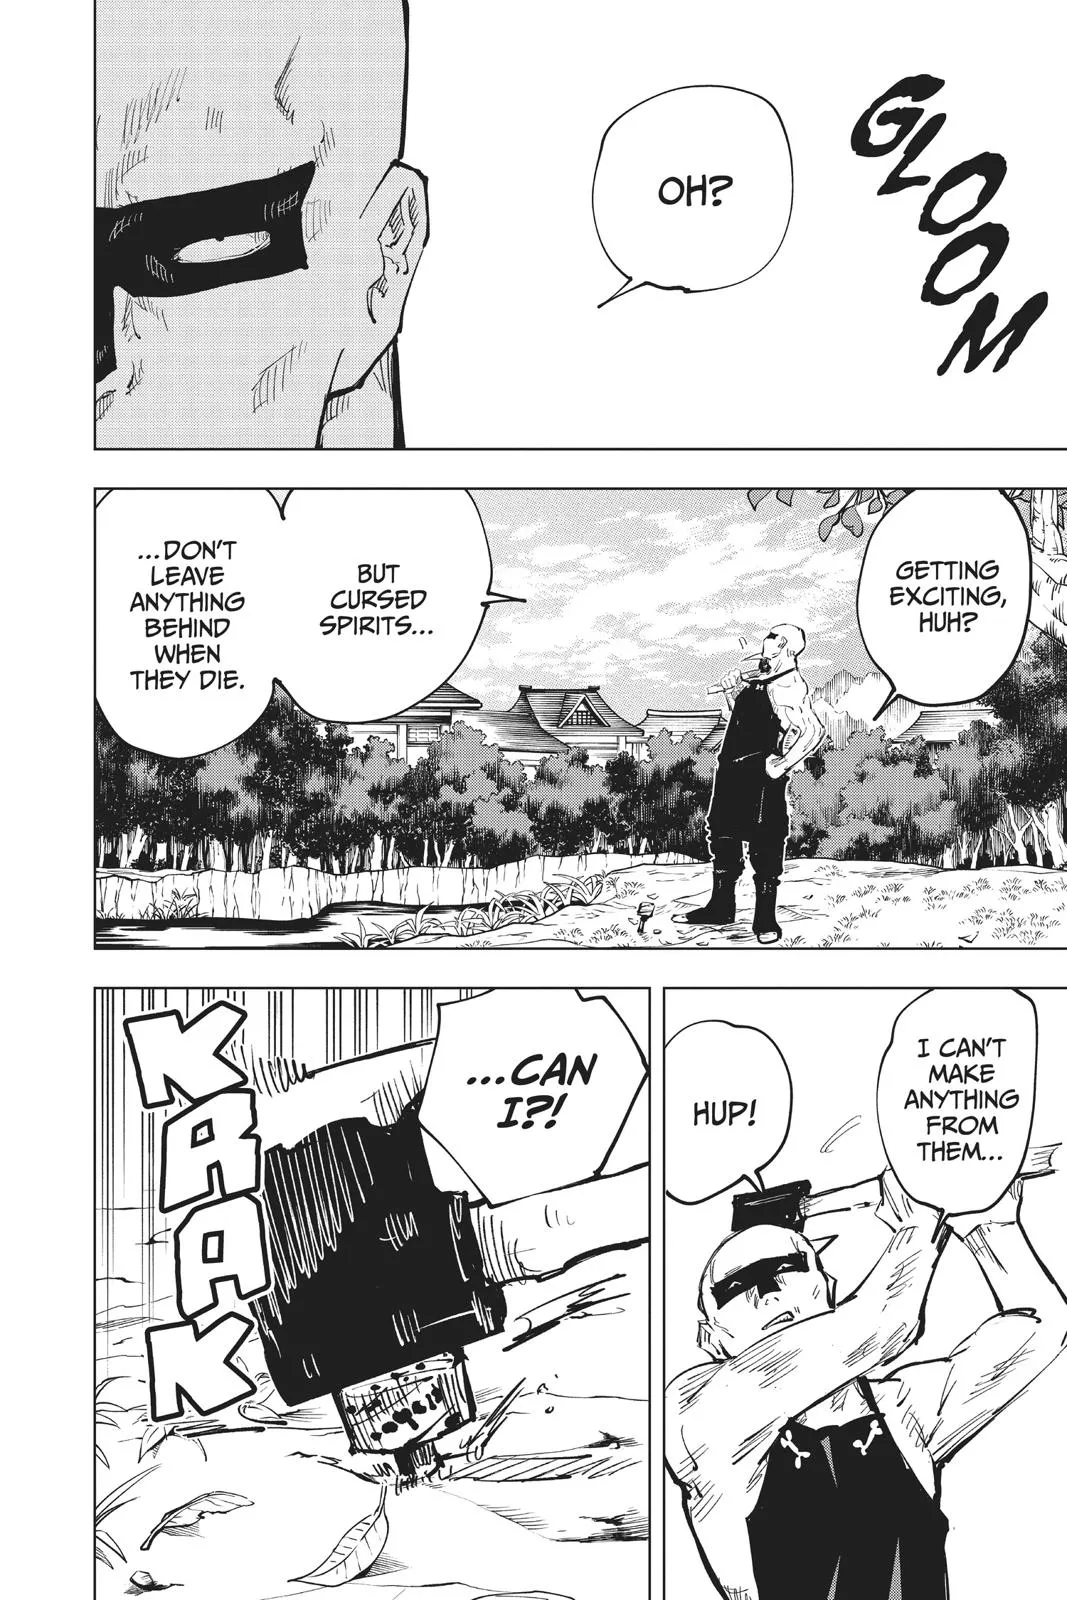 GLOOM
OH?
GETTING
EXCITING,
HUH?
BUT
CURSED
SPIRITS...
...DON'T
LEAVE
ANYTHING
BEHIND
WHEN
THEY DIE.
I CAN'T
MAKE
ANYTHING
FROM
THEM...
HUP!
...CAN
I?!
KRAAK